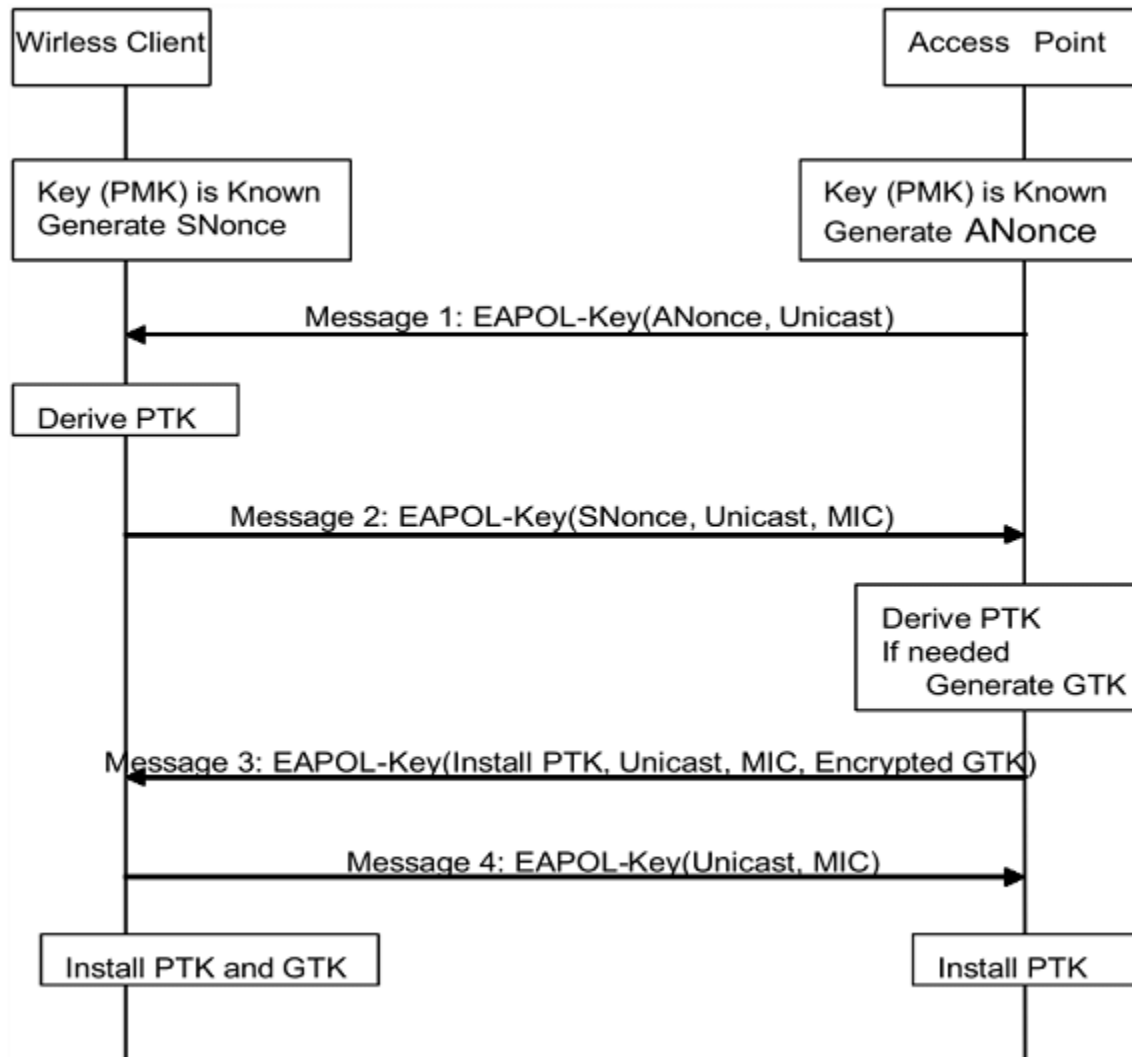 Wirless Client
Access Point
Key (PMK) is Known
Generate SNonce
Key (PMK) is Known
Generate ANonce
Message 1: EAPOL-Key(ANonce, Unicast)
Derive PTK
Message 2: EAPOL-Key(SNonce, Unicast, MIC)
Derive PTK
If needed
Generate GTK
Message 3: EAPOL-Key(Install PTK, Unicast, MIC, Encrypted GTK)
Message 4: EAPOL-Key(Unicast, MIC)
Install PTK and GTK
Install PTK